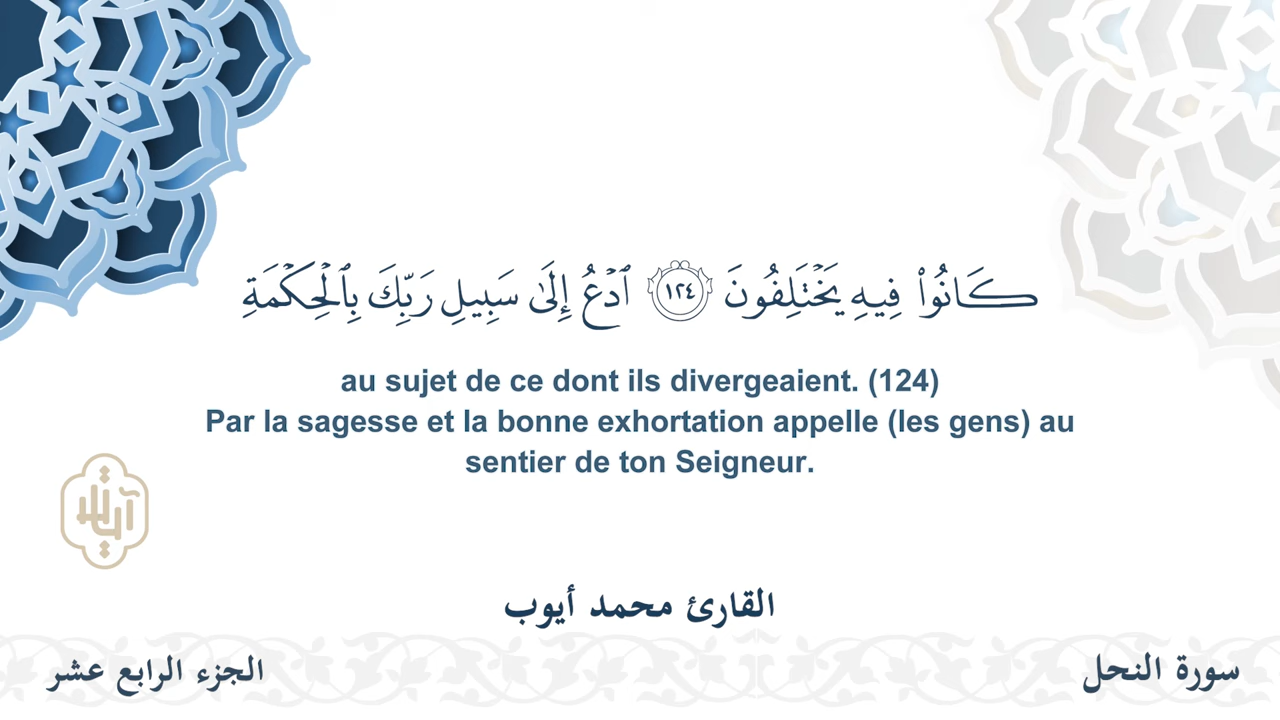 كَانُوا۟ فِيهِ يَخْتَلِفُونَ ١٢٤ ٱدْعُ إِلَىٰ سَبِيلِ رَبِّكَ بِٱلْحِكْمَةِ
au sujet de ce dont ils divergeaient. (124)
Par la sagesse et la bonne exhortation appelle (les gens) au
sentier de ton Seigneur.
القارئ محمد أيوب
سورة النحل
الجزء الرابع عشر